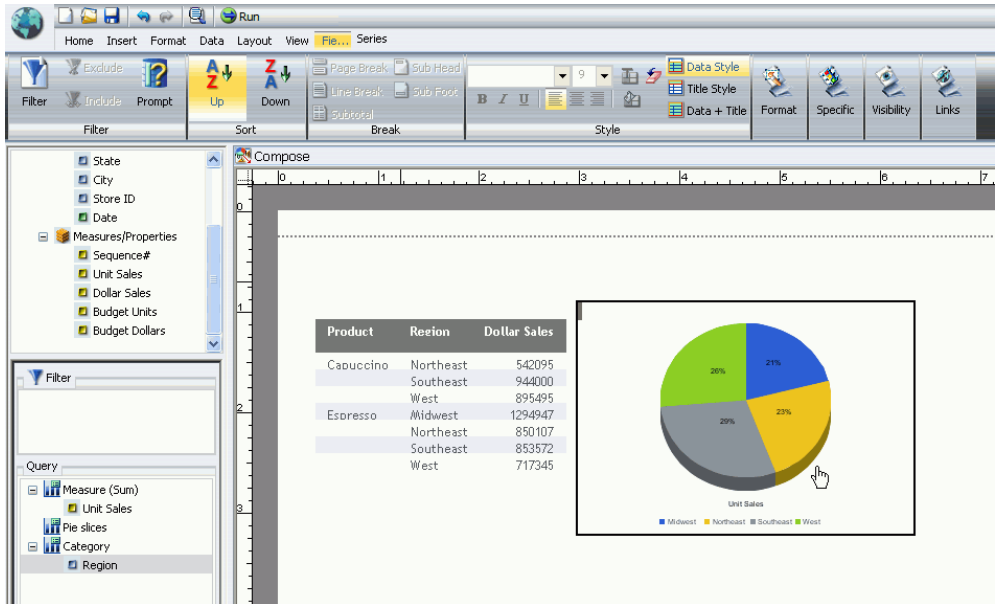 Run
Home Insert Format Data Layout View Fie... Series
Exclude
Include
Filter Prompt
Filter
Up Down
Sort
Page Break Sub Head
Line Break Sub Foot
Subtotal
Break
9
B I U
Data Style
Title Style
Data + Title
Style
Format Specific Visibility Links
State
City
Store ID
Date
Measures/Properties
Sequence#
Unit Sales
Dollar Sales
Budget Units
Budget Dollars
Filter
Query
Measure (Sum)
Unit Sales
Pie slices
Category
Region
Compose
0 1 2 3 4 5 6 7
0
1
2
3
Product Region Dollar Sales
Capuccino Northeast 542095
Southeast 944000
West 895495
Espresso Midwest 1294947
Northeast 850107
Southeast 853572
West 717345
26% 21%
29% 23%
Unit Sales
Midwest Northeast Southeast West